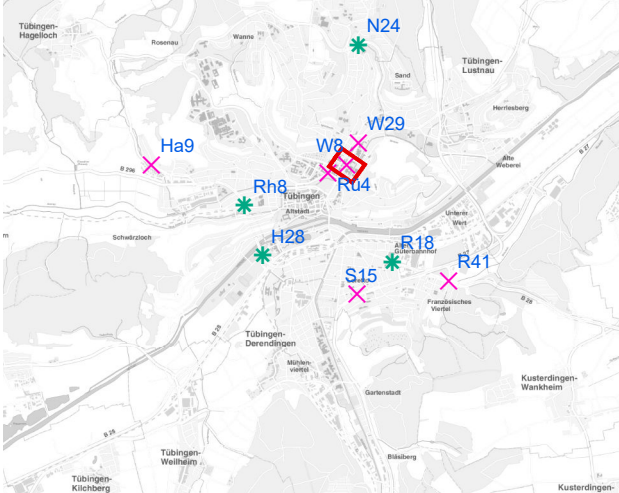 Tübingen-
Hagelloch
Rosenau
Wanne
N24
Sand
Tübingen-
Lustnau
Herrlesberg
W29
Ha9
W8
B 27
Alte
Weberei
B 296
Rh8
Ru4
Tübingen
Altstadt
Unterer
Wert
Schwärzloch
H28
R18
Güterbahnhof
S15
R41
B 28
Französisches
Viertel
B 28
Tübingen-
Derendingen
Mühlen-
viertel
Gartenstadt
Kusterdingen-
Wankheim
B 28
Bläsiberg
Tübingen-
Weilheim
Tübingen-
Kilchberg
Kusterdingen-